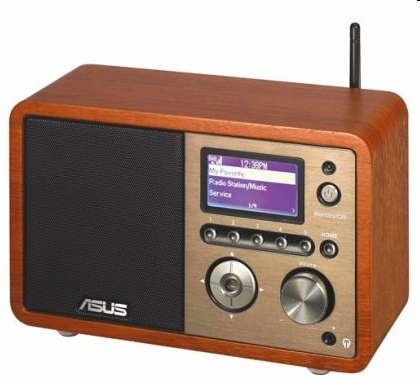 12:38PM
My Favorite
Radio Station/Music
Service
1/4
Standby/ON
1 2 3 4 5
HOME
Volume
ASUS